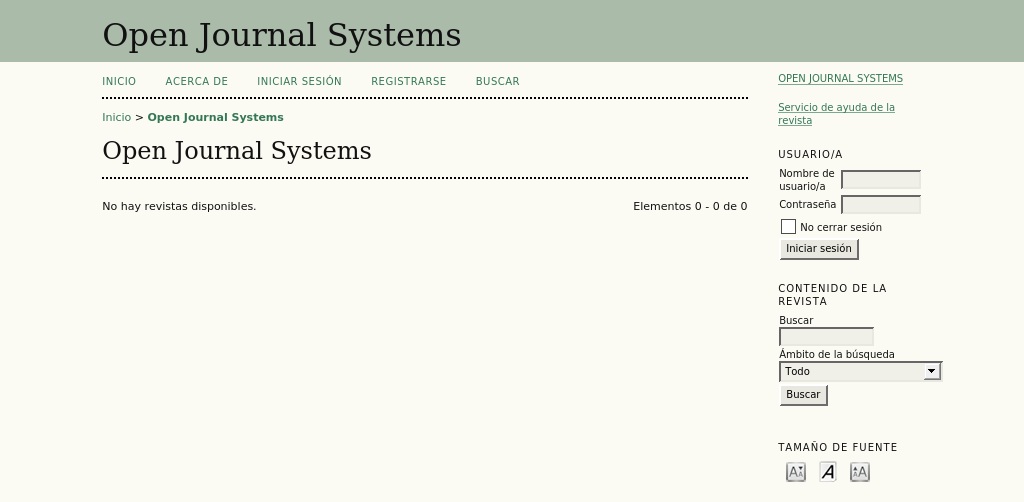 Open Journal Systems
INICIO ACERCA DE INICIAR SESIÓN REGISTRARSE BUSCAR
Inicio > Open Journal Systems
Open Journal Systems
No hay revistas disponibles. Elementos 0 - 0 de 0
OPEN JOURNAL SYSTEMS
Servicio de ayuda de la
revista
USUARIO/A
Nombre de
usuario/a
Contraseña
No cerrar sesión
Iniciar sesión
CONTENIDO DE LA
REVISTA
Buscar
Ámbito de la búsqueda
Todo
Buscar
TAMAÑO DE FUENTE
AA A AA